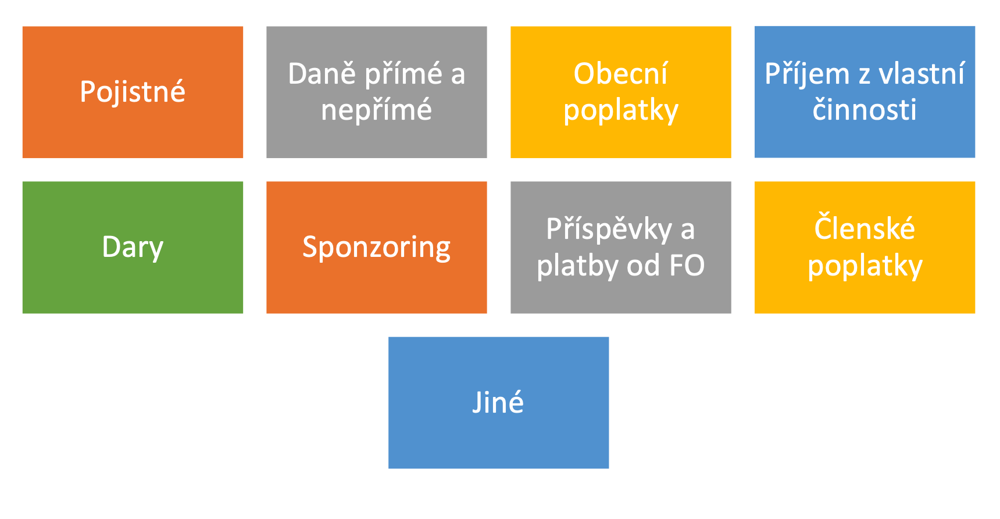 Pojistné
Daně přímé a
nepřímé
Obecní
poplatky
Příjem z vlastní
činnosti
Dary
Sponzoring
Příspěvky a
platby od FO
Členské
poplatky
Jiné